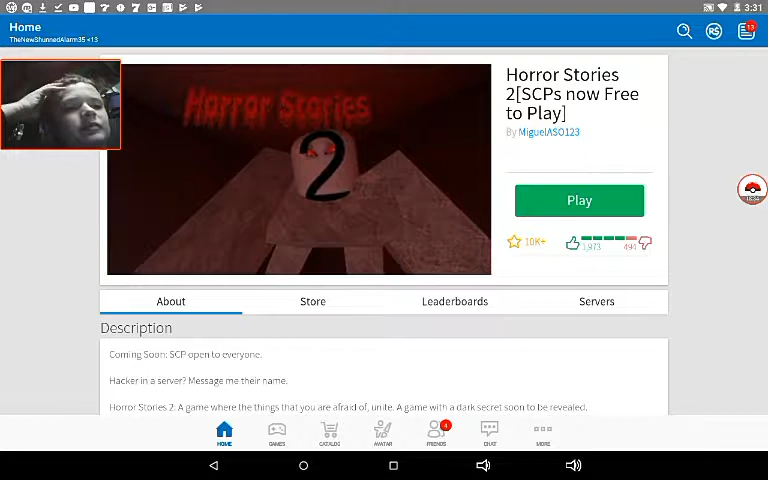 3:31
Home
TheNewShunnedAlarm35 <13
R$
13
Horror Stories
2
Horror Stories
2[SCPs now Free
to Play]
By MiguelASO123
Play
10K+
1,973
494
About
Store
Leaderboards
Servers
Description
Coming Soon: SCP open to everyone.
Hacker in a server? Message me their name.
Horror Stories 2. A game where the things that you are afraid of, unite. A game with a dark secret soon to be revealed.
4
HOME
GAMES
CATALOG
AVATAR
FRIENDS
CHAT
MORE